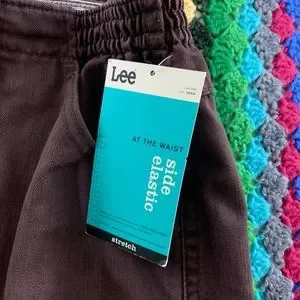 Lee
AT THE WAIST
side
elastic
stretch